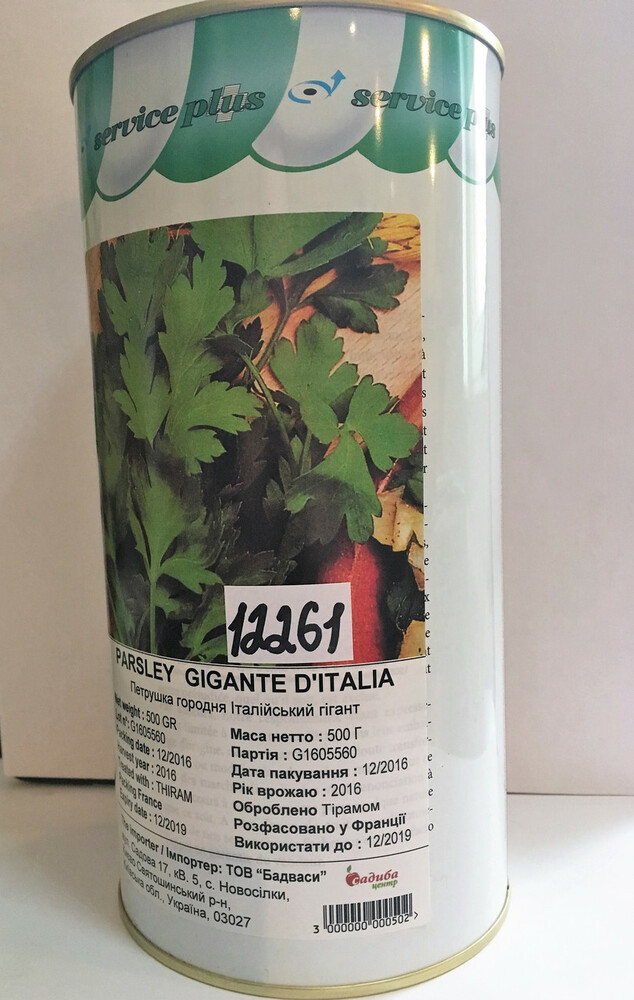 service plus service plus
12261
PARSLEY GIGANTE D'ITALIA
Петрушка городня Італійський гігант
Net weight : 500 GR
Lot n°: G1605560
Packing date : 12/2016
Harvest year : 2016
Treated with : THIRAM
Packing France
Expiry date : 12/2019
Маса нетто : 500 Г
Партія : G1605560
Дата пакування : 12/2016
Рік врожаю : 2016
Оброблено Тірамом
Розфасовано у Франції
Використати до : 12/2019
The Importer / Імпортер: ТОВ “Бадваси”
Садова 17, кВ, 5, с. Новосілки,
Святошинський р-н,
обл., Україна, 03027
Садиба
центр
3 000000 000502 >